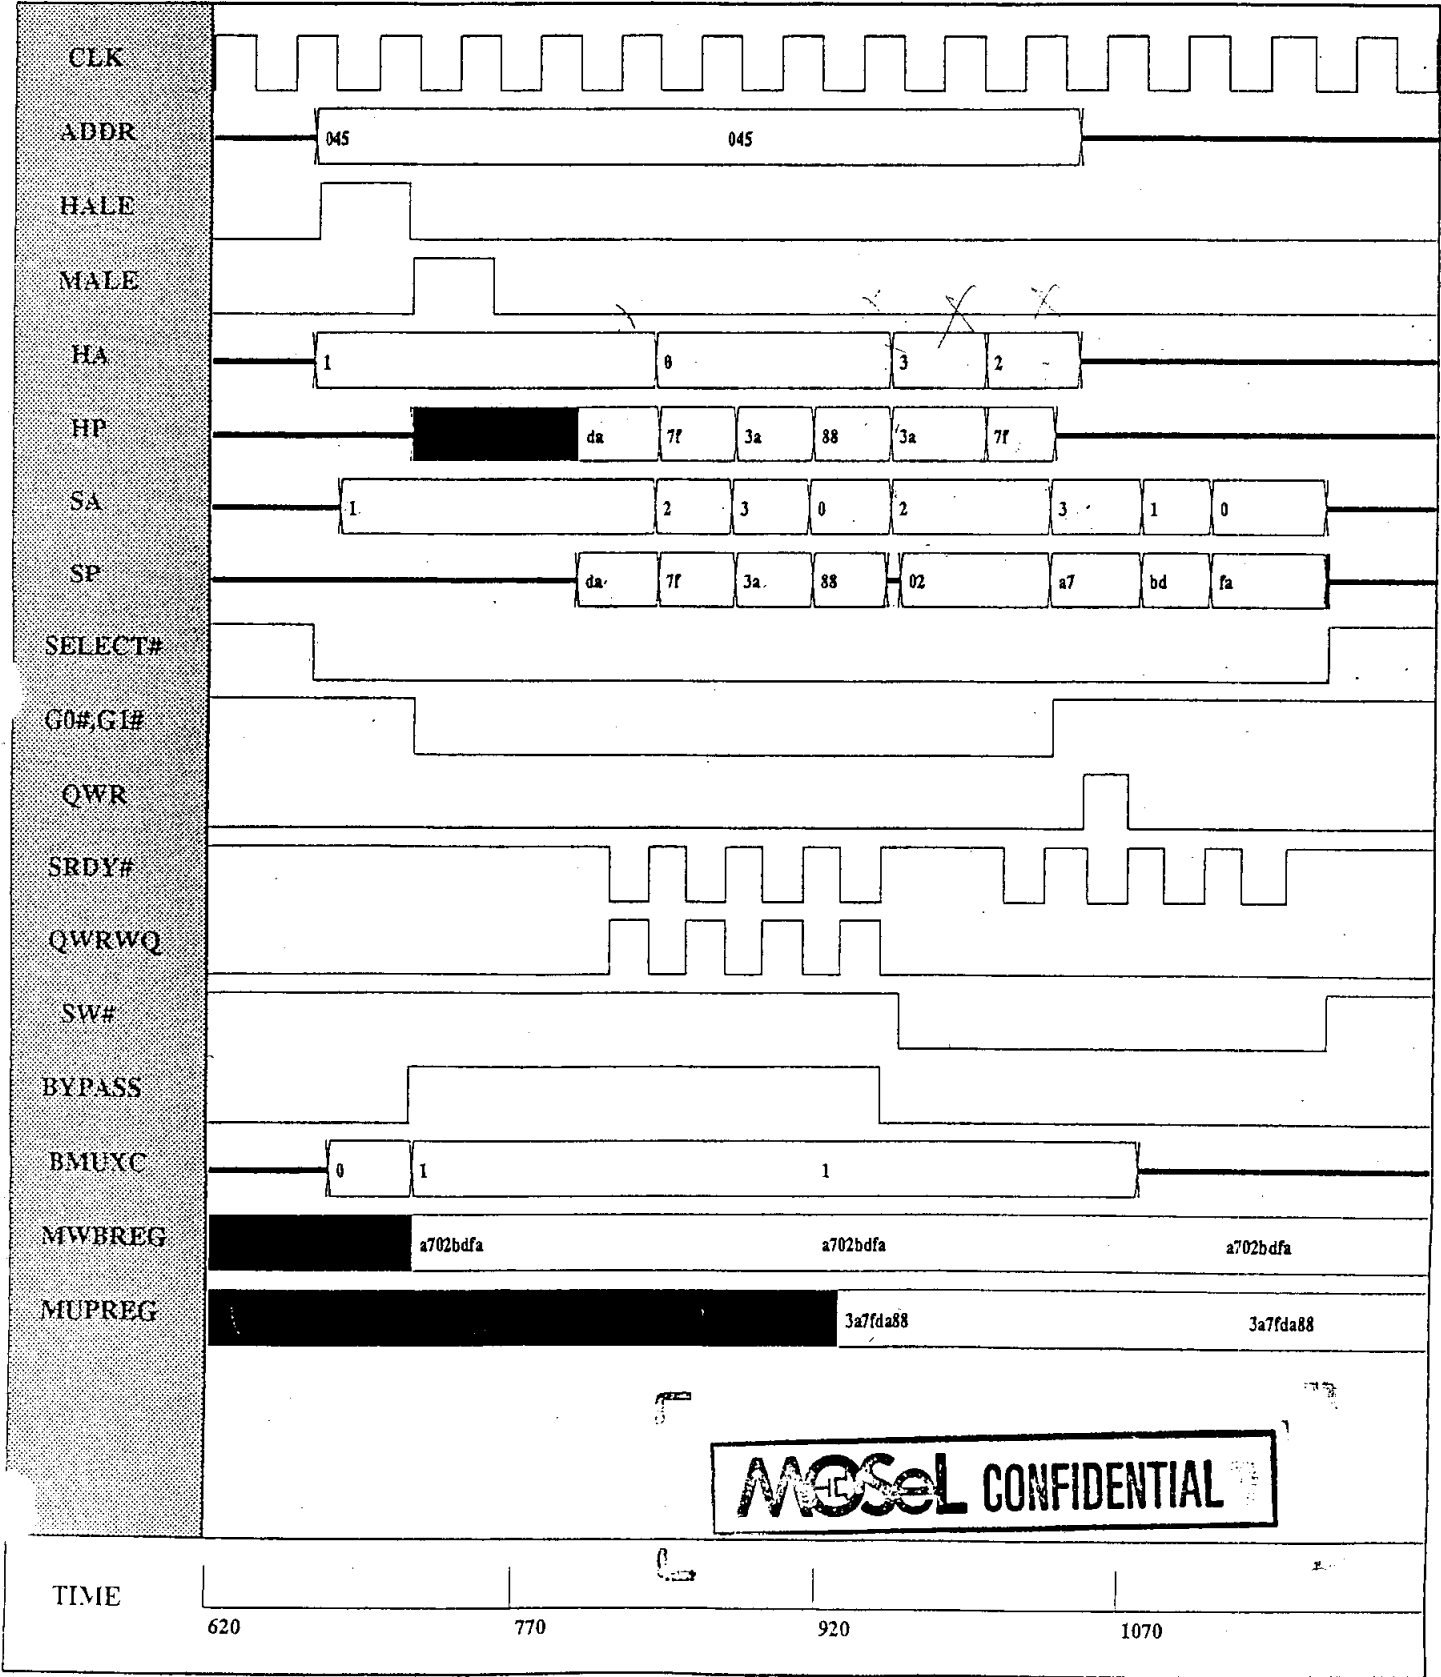 CLK
ADDR 045 045
HALE
MALE
HA 1 0 3 2
HP da 7f 3a 88 3a 7f
SA 1 2 3 0 2 3 1 0
SP da 7f 3a 88 02 a7 bd fa
SELECT#
G0#,G1#
QWR
SRDY#
QWRWQ
SW#
BYPASS
BMUXC 0 1 1
MWBREG a702bdfa a702bdfa a702bdfa
MUPREG 3a7fda88 3a7fda88
MOSeL CONFIDENTIAL
TIME
620 770 920 1070